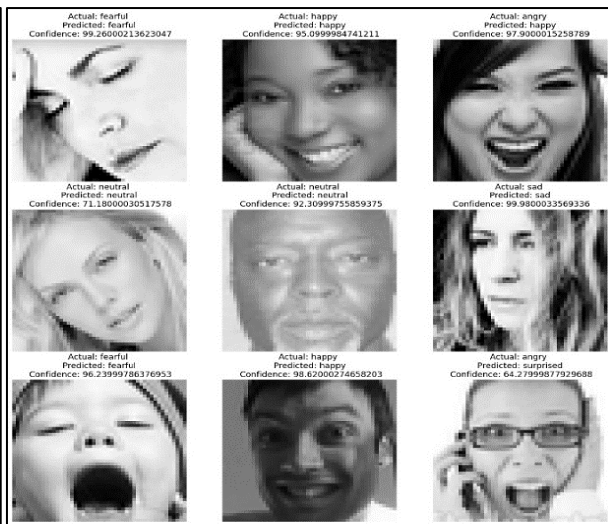 Actual: fearful
Predicted: fearful
Confidence: 99.26000213623047
Actual: happy
Predicted: happy
Confidence: 95.0999984741211
Actual: angry
Predicted: happy
Confidence: 97.9000015258789
Actual: neutral
Predicted: neutral
Confidence: 71.18000030517578
Actual: neutral
Predicted: neutral
Confidence: 92.30999755859375
Actual: sad
Predicted: sad
Confidence: 99.9800033569336
Actual: fearful
Predicted: fearful
Confidence: 96.23999786376953
Actual: happy
Predicted: happy
Confidence: 98.62000274658203
Actual: angry
Predicted: surprised
Confidence: 64.27999877929688